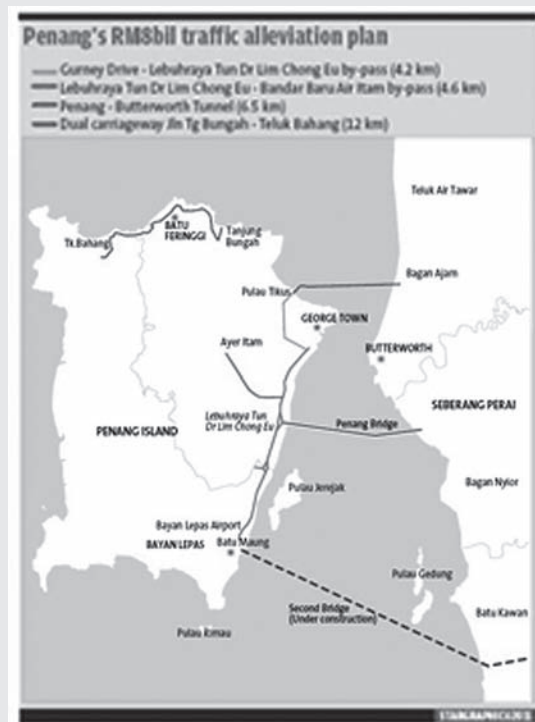 Penang's RM8bil traffic alleviation plan
Gurney Drive - Lebuhraya Tun Dr Lim Chong Eu by-pass (4.2 km)
Lebuhraya Tun Dr Lim Chong Eu - Bandar Baru Air Itam by-pass (4.6 km)
Penang - Butterworth Tunnel (6.5 km)
Dual carriageway Jln Tg Bungah - Teluk Bahang (12 km)
Teluk Air Tawar
BATU
FERINGGI
Tanjung
Bungah
Tk.Bahang
Bagan Ajam
Pulau Tikus
GEORGE TOWN
Ayer Itam
BUTTERWORTH
SEBERANG PERAI
Lebuhraya Tun
Dr Lim Chong Eu
Penang Bridge
PENANG ISLAND
Bagan Nylor
Pulau Jerejak
Bayan Lepas Airport
BAYAN LEPAS
Batu Maung
Pulau Gedung
Second Bridge
(Under construction)
Batu Kawan
Pulau Rimau